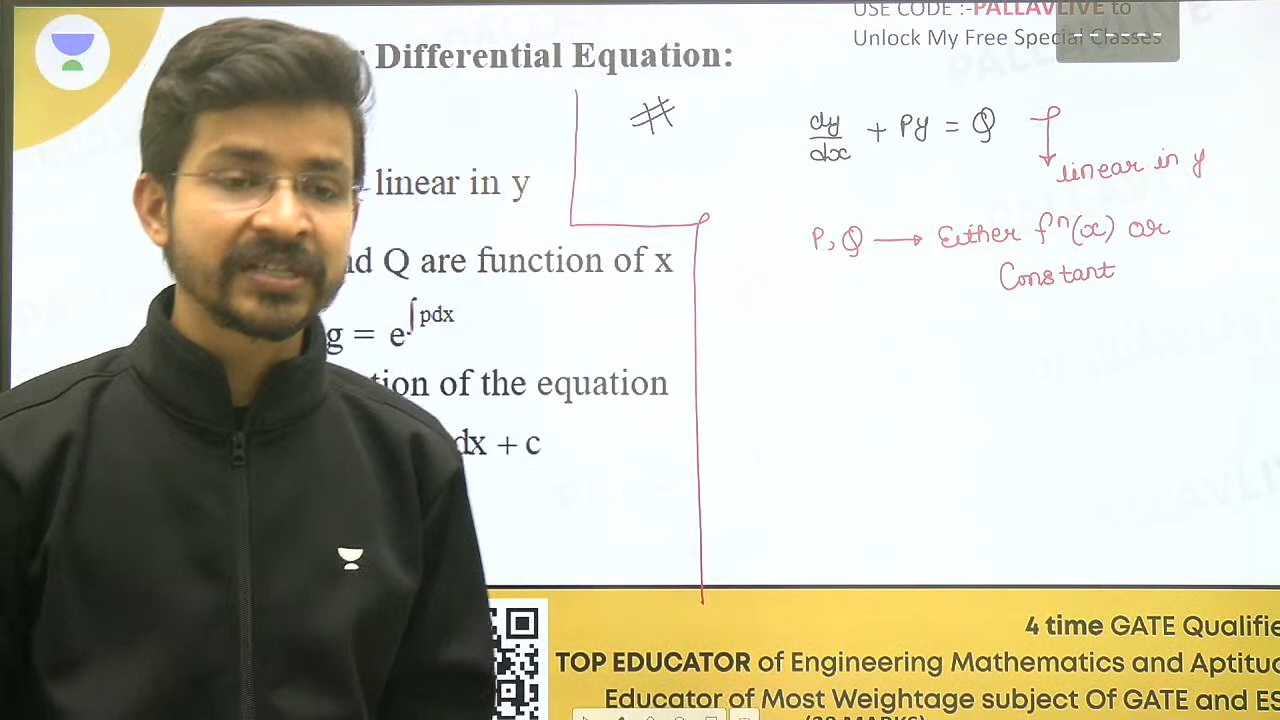 USE CODE :-PALLAVLIVE to
Unlock My Free Special Classes
Differential Equation:
linear in y
nd Q are function of x
g = e^∫pdx
tion of the equation
dx + c
#
dy/dx + Py = Q
linear in y
P, Q → Either fⁿ(x) or
Constant
4 time GATE Qualifie
TOP EDUCATOR of Engineering Mathematics and Aptitud
Educator of Most Weightage subject Of GATE and ES